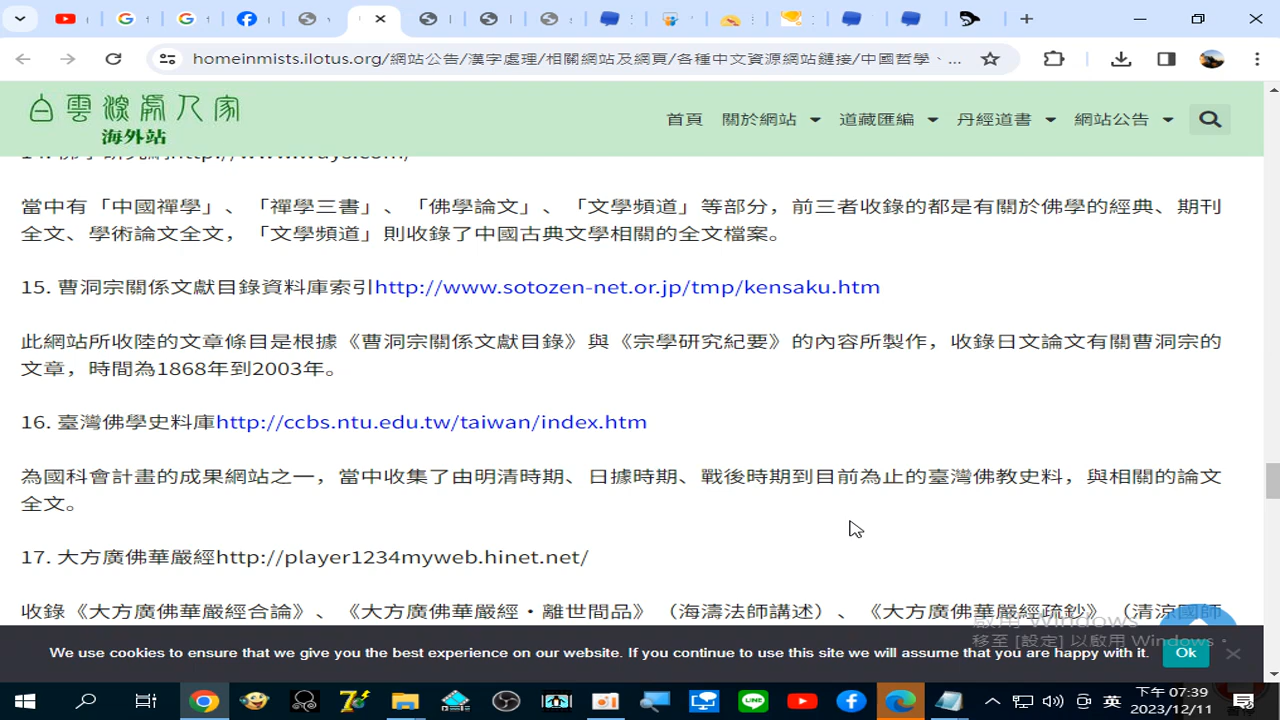 homeinmists.ilotus.org/網站公告/漢字處理/相關網站及網頁/各種中文資源網站鏈接/中國哲學、...
白雲深處人家
海外站
首頁 關於網站 道藏匯編 丹經道書 網站公告
當中有「中國禪學」、「禪學三書」、「佛學論文」、「文學頻道」等部分，前三者收錄的都是有關於佛學的經典、期刊
全文、學術論文全文，「文學頻道」則收錄了中國古典文學相關的全文檔案。
15. 曹洞宗關係文獻目錄資料庫索引http://www.sotozen-net.or.jp/tmp/kensaku.htm
此網站所收陸的文章條目是根據《曹洞宗關係文獻目錄》與《宗學研究紀要》的內容所製作，收錄日文論文有關曹洞宗的
文章，時間為1868年到2003年。
16. 臺灣佛學史料庫http://ccbs.ntu.edu.tw/taiwan/index.htm
為國科會計畫的成果網站之一，當中收集了由明清時期、日據時期、戰後時期到目前為止的臺灣佛教史料，與相關的論文
全文。
17. 大方廣佛華嚴經http://player1234myweb.hinet.net/
收錄《大方廣佛華嚴經合論》、《大方廣佛華嚴經・離世間品》（海濤法師講述）、《大方廣佛華嚴經疏鈔》（清涼國師
啟用 Windows
移至 [設定] 以啟用 Windows。
We use cookies to ensure that we give you the best experience on our website. If you continue to use this site we will assume that you are happy with it.
Ok
英
下午 07:39
2023/12/11